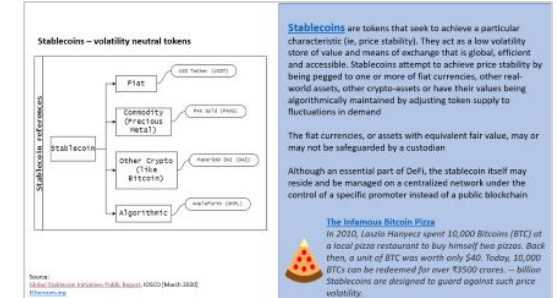 Stablecoins – volatility neutral tokens
Stablecoin references
Stablecoin
Fiat
USD Tether (USDT)
Commodity
(Precious
Metal)
PAX Gold (PAXG)
Other Crypto
(like
Bitcoin)
MakerDAO DAI (DAI)
Algorithmic
Ampleforth (AMPL)
Source:
Global Stablecoin Initiatives Public Report, IOSCO [March 2020]
Ethereum.org
Stablecoins are tokens that seek to achieve a particular
characteristic (ie, price stability). They act as a low volatility
store of value and means of exchange that is global, efficient
and accessible. Stablecoins attempt to achieve price stability by
being pegged to one or more of fiat currencies, other real-
world assets, other crypto-assets or have their values being
algorithmically maintained by adjusting token supply to
fluctuations in demand
The fiat currencies, or assets with equivalent fair value, may or
may not be safeguarded by a custodian
Although an essential part of DeFi, the stablecoin itself may
reside and be managed on a centralized network under the
control of a specific promoter instead of a public blockchain
The Infamous Bitcoin Pizza
In 2010, Laszlo Hanyecz spent 10,000 Bitcoins (BTC) at
a local pizza restaurant to buy himself two pizzas. Back
then, a unit of BTC was worth only $40. Today, 10,000
BTCs can be redeemed for over ₹3500 crores. -- billion
Stablecoins are designed to guard against such price
volatility.